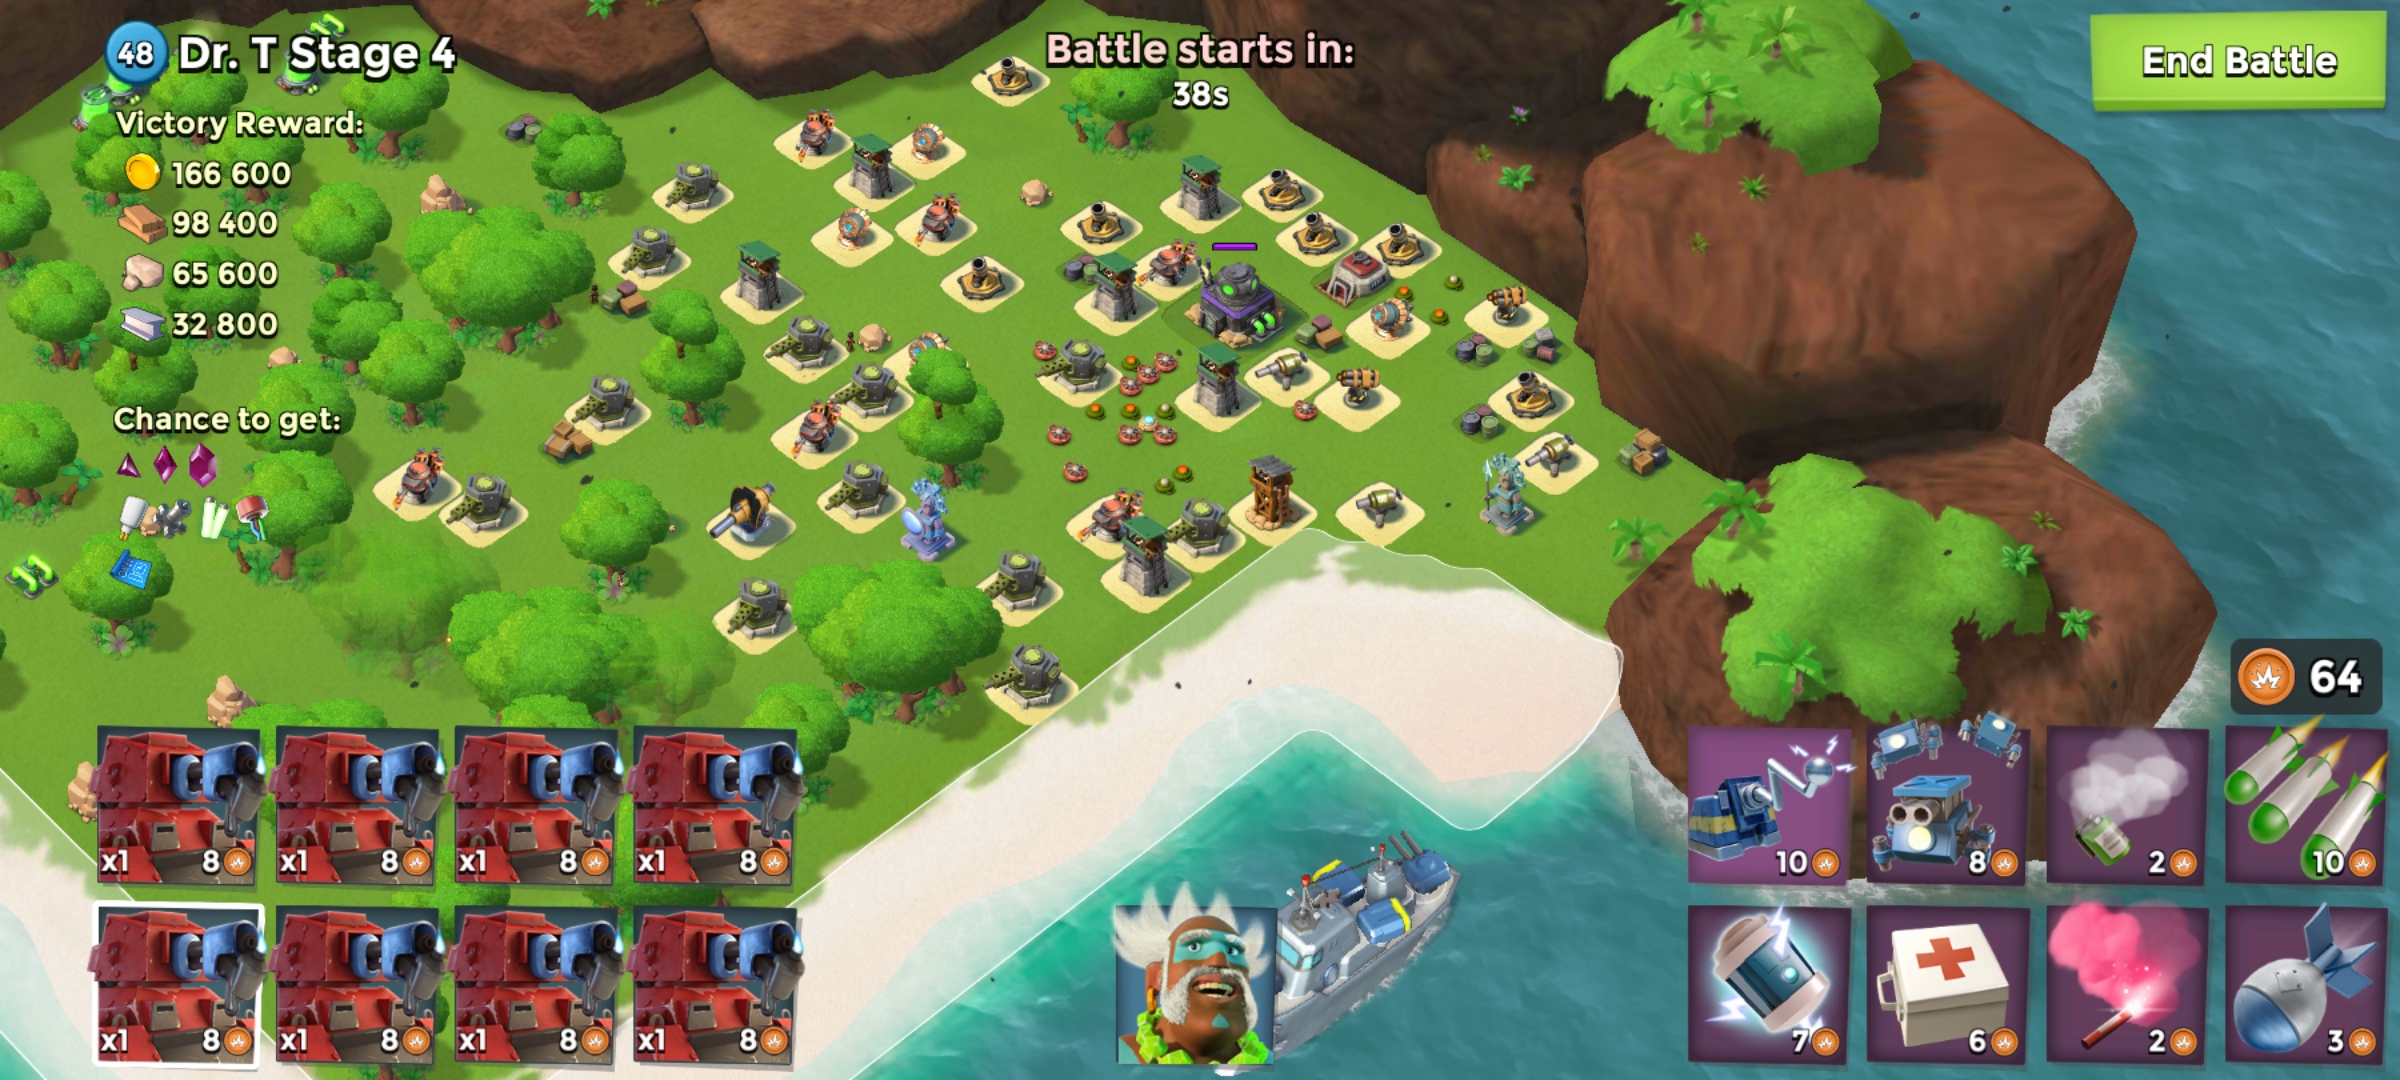 48 Dr. T Stage 4
Battle starts in:
38s
End Battle
Victory Reward:
166 600
98 400
65 600
32 800
Chance to get:
64
x1 8
x1 8
x1 8
x1 8
10
8
2
10
x1 8
x1 8
x1 8
x1 8
7
6
2
3